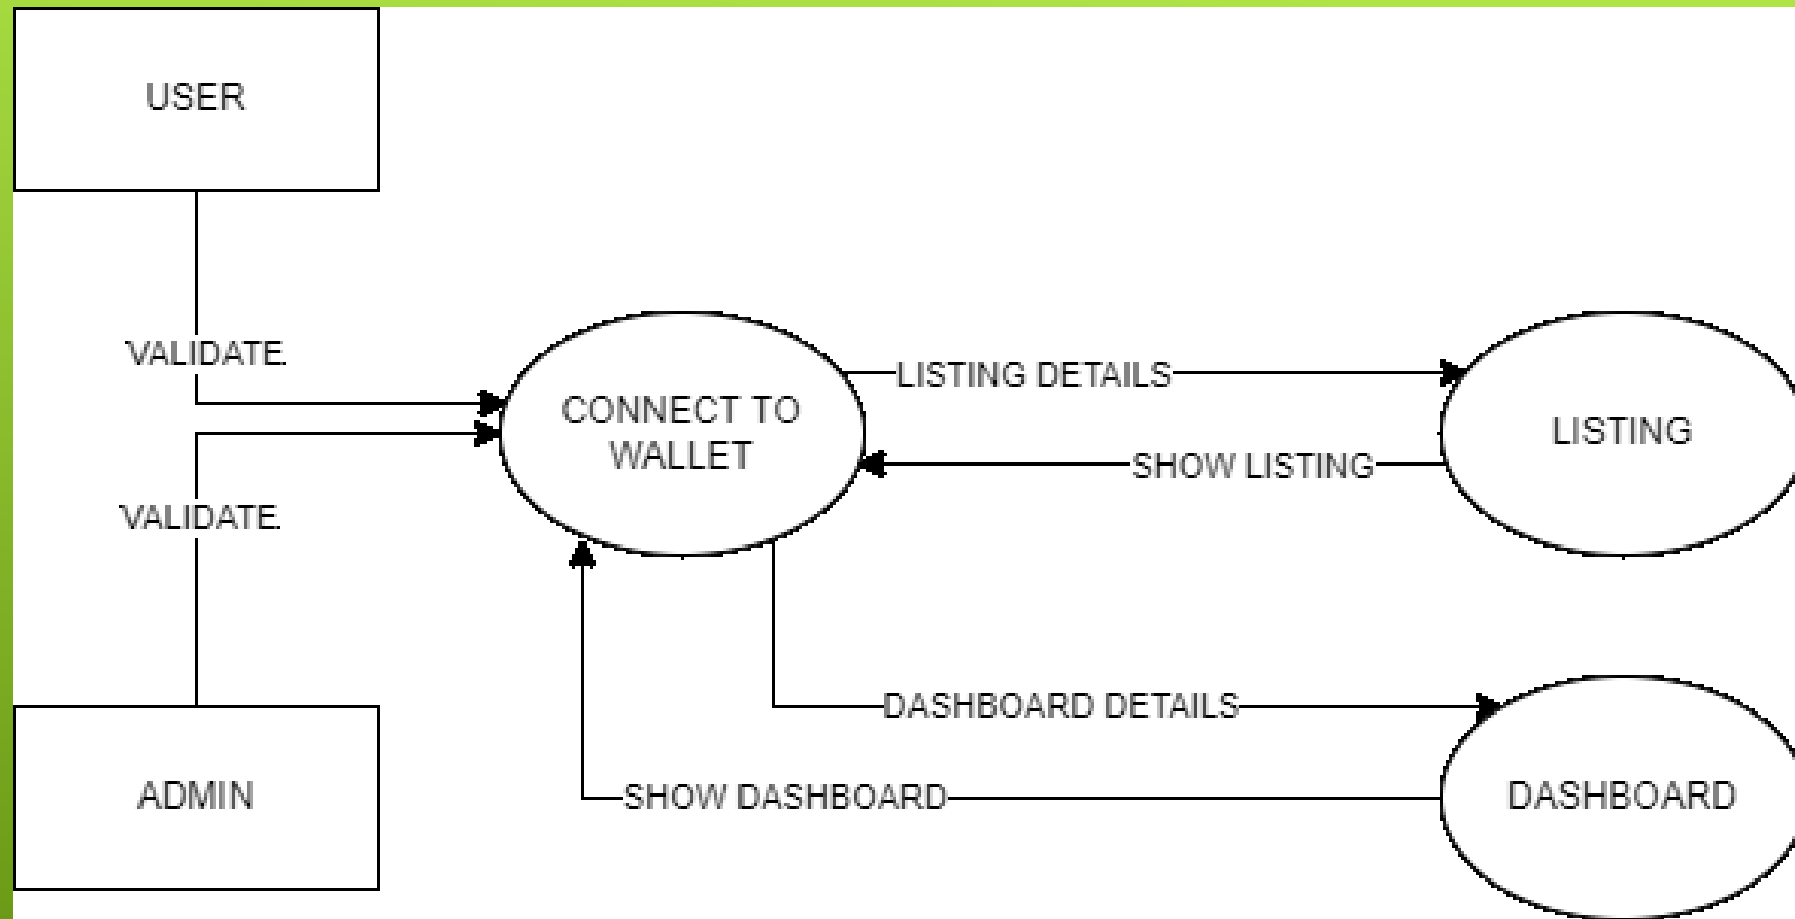 USER
VALIDATE
LISTING DETAILS
CONNECT TO
WALLET
LISTING
SHOW LISTING
VALIDATE
DASHBOARD DETAILS
ADMIN
SHOW DASHBOARD
DASHBOARD